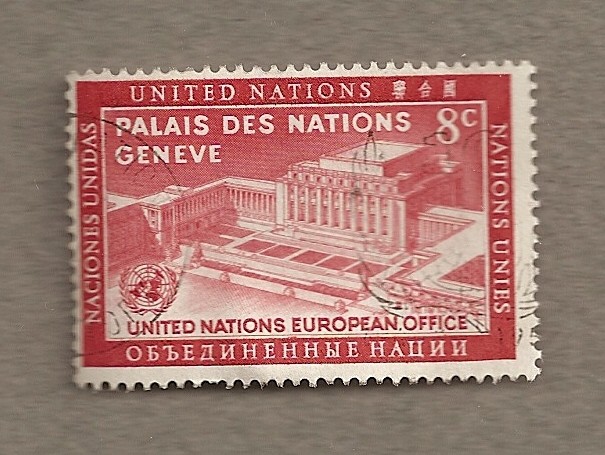 UNITED NATIONS 國合聯
PALAIS DES NATIONS 8c
GENEVE
NACIONES UNIDAS
NATIONS UNIES
UNITED NATIONS EUROPEAN OFFICE
ОБЪЕДИНЕННЫЕ НАЦИИ